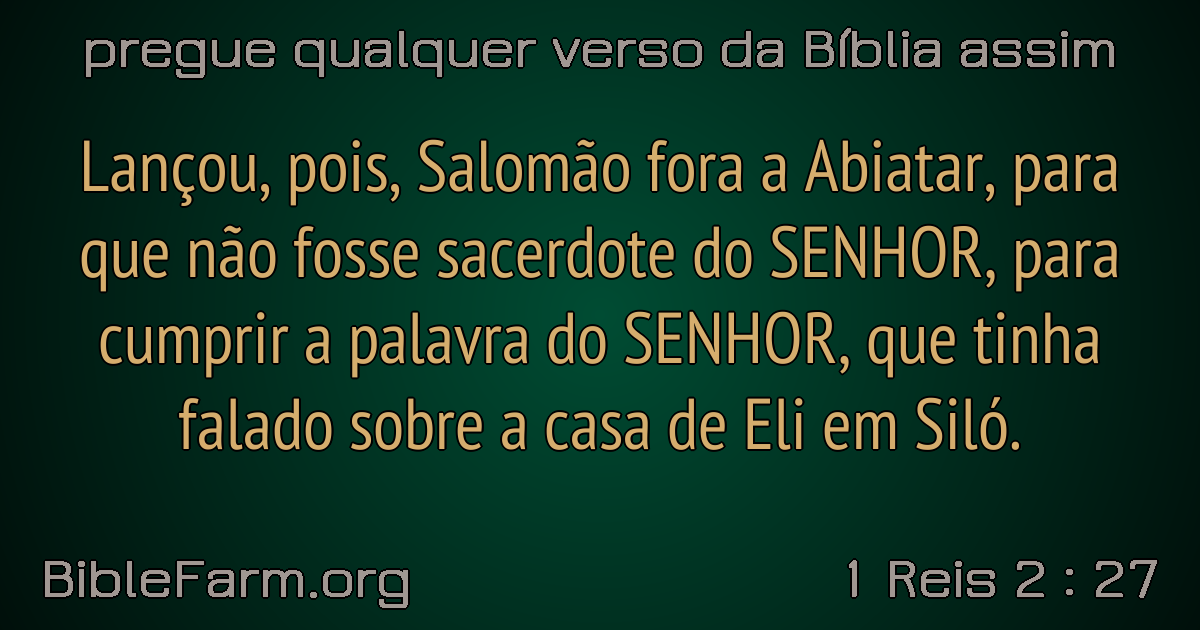 pregue qualquer verso da Bíblia assim
Lançou, pois, Salomão fora a Abiatar, para
que não fosse sacerdote do SENHOR, para
cumprir a palavra do SENHOR, que tinha
falado sobre a casa de Eli em Siló.
BibleFarm.org
1 Reis 2 : 27